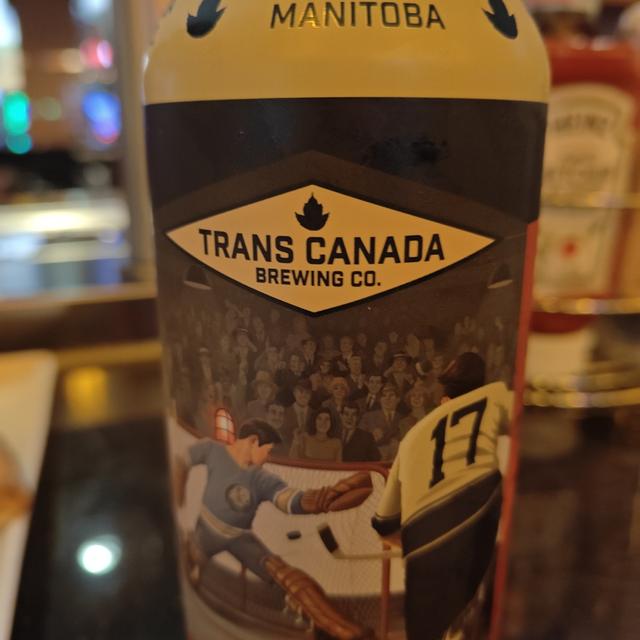 MANITOBA
TRANS CANADA
BREWING CO.
17